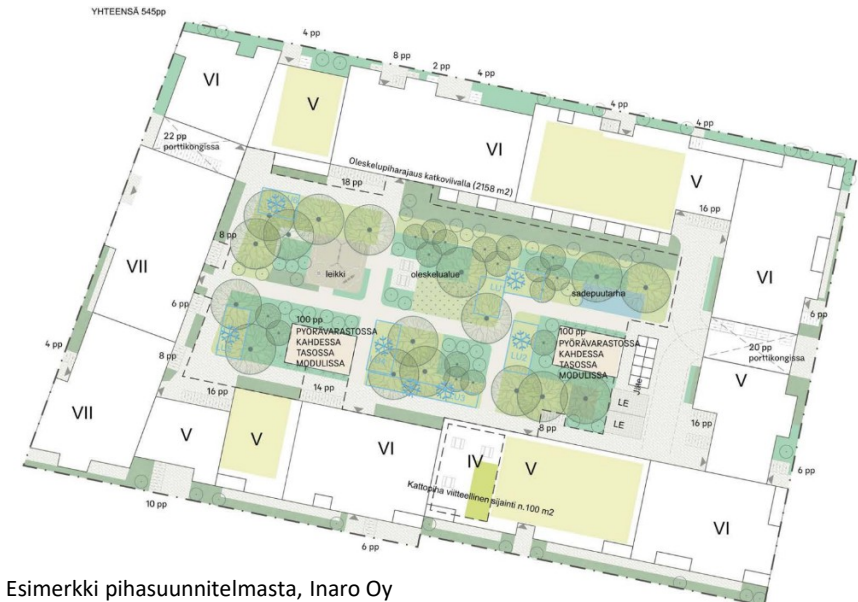 YHTEENSÄ 545pp
4 pp
8 pp
2 pp
4 pp
VI
V
4 pp
4 pp
22 pp
porttikongissa
VI
Oleskelupiharajaus katkoviivalla (2158 m2)
V
18 pp
16 pp
8 pp
leikki
oleskelualue
LU1
sadepuutarha
VII
VI
6 pp
100 pp
PYÖRÄVARASTOSSA
KAHDESSA
TASOSSA
MODULISSA
100 pp
PYÖRÄVARASTOSSA
KAHDESSA
TASOSSA
MODULISSA
LU2
6 pp
20 pp
porttikongissa
4 pp
8 pp
Jäte
V
16 pp
14 pp
LE
LE
8 pp
16 pp
VII
V
V
VI
IV
V
6 pp
Kattopiha viitteellinen sijainti n.100 m2
VI
10 pp
6 pp
Esimerkki pihasuunnitelmasta, Inaro Oy